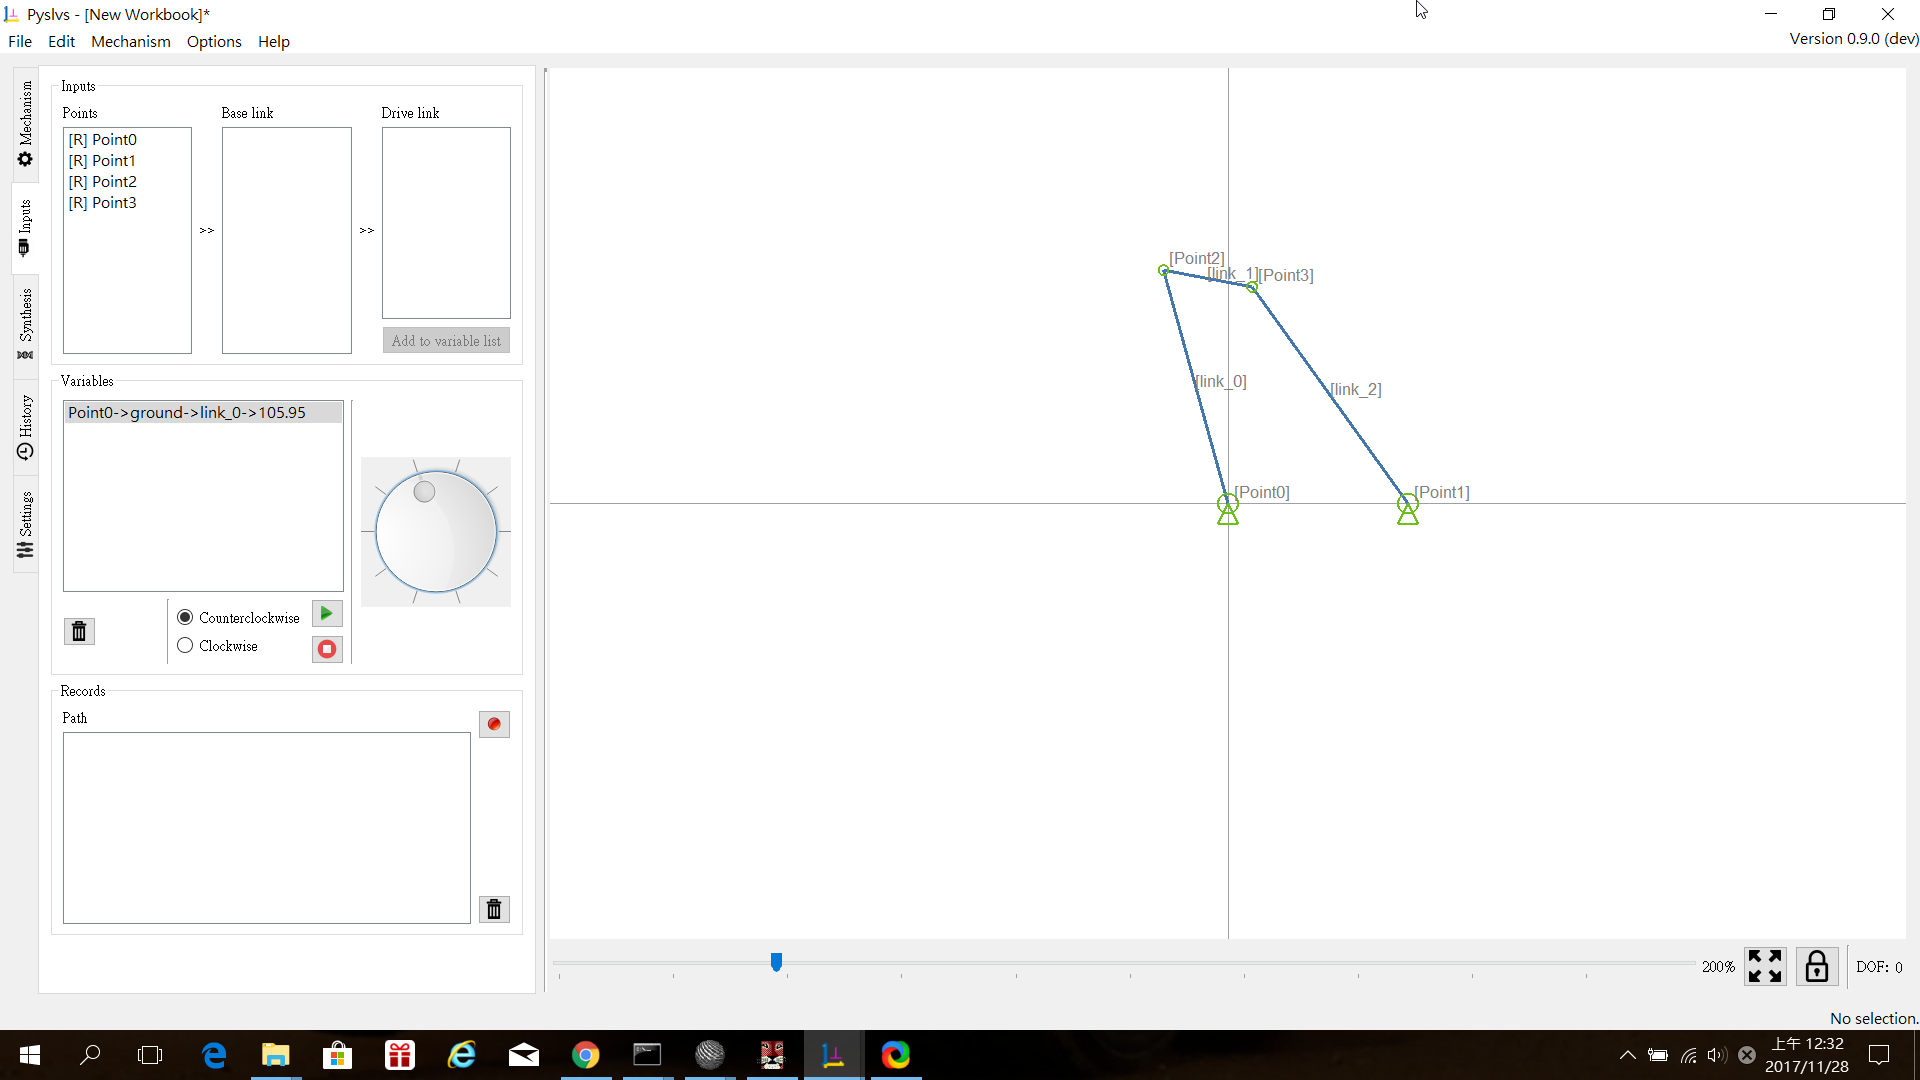 Pyslvs - [New Workbook]*
File Edit Mechanism Options Help
Version 0.9.0 (dev)
Mechanism
Inputs
Synthesis
History
Settings
Inputs
Points
Base link
Drive link
[R] Point0
[R] Point1
[R] Point2
[R] Point3
>>
>>
Add to variable list
Variables
Point0->ground->link_0->105.95
Counterclockwise
Clockwise
Records
Path
[Point2]
[link_1]
[Point3]
[link_0]
[link_2]
[Point0]
[Point1]
200%
DOF: 0
No selection.
上午 12:32
2017/11/28